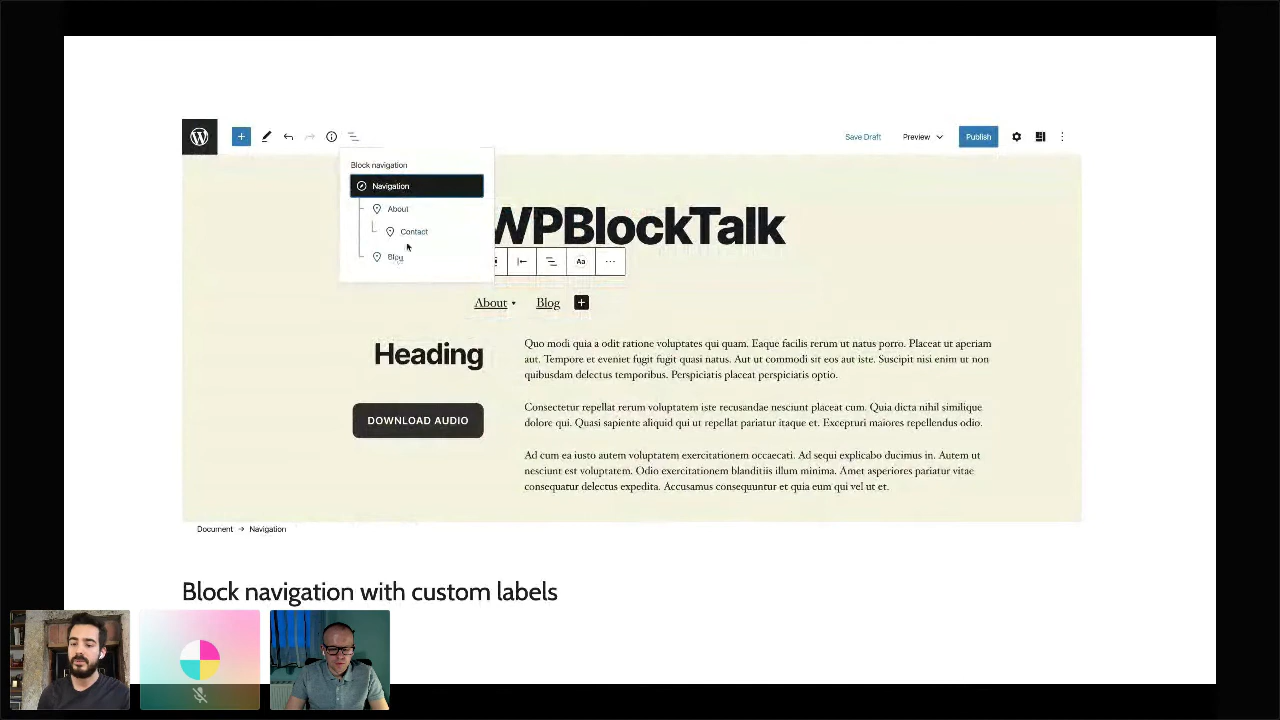 Save Draft
Preview
Publish
Block navigation
Navigation
About
Contact
Blog
WPBlockTalk
Aa
About
Blog
Heading
DOWNLOAD AUDIO
Quo modi quia a odit ratione voluptates qui quam. Eaque facilis rerum ut natus porro. Placeat ut aperiam
aut. Tempore et eveniet fugit fugit quasi natus. Aut ut commodi sit eos aut iste. Suscipit nisi enim ut non
quibusdam delectus temporibus. Perspiciatis placeat perspiciatis optio.
Consectetur repellat rerum voluptatem iste recusandae nesciunt placeat cum. Quia dicta nihil similique
dolore qui. Quasi sapiente aliquid qui ut repellat pariatur itaque et. Excepturi maiores repellendus odio.
Ad cum ea iusto autem voluptatem exercitationem occaecati. Ad sequi explicabo ducimus in. Autem ut
nesciunt est voluptatem. Odio exercitationem blanditiis illum minima. Amet asperiores pariatur vitae
consequatur delectus expedita. Accusamus consequuntur et quia eum qui vel ut et.
Document → Navigation
Block navigation with custom labels